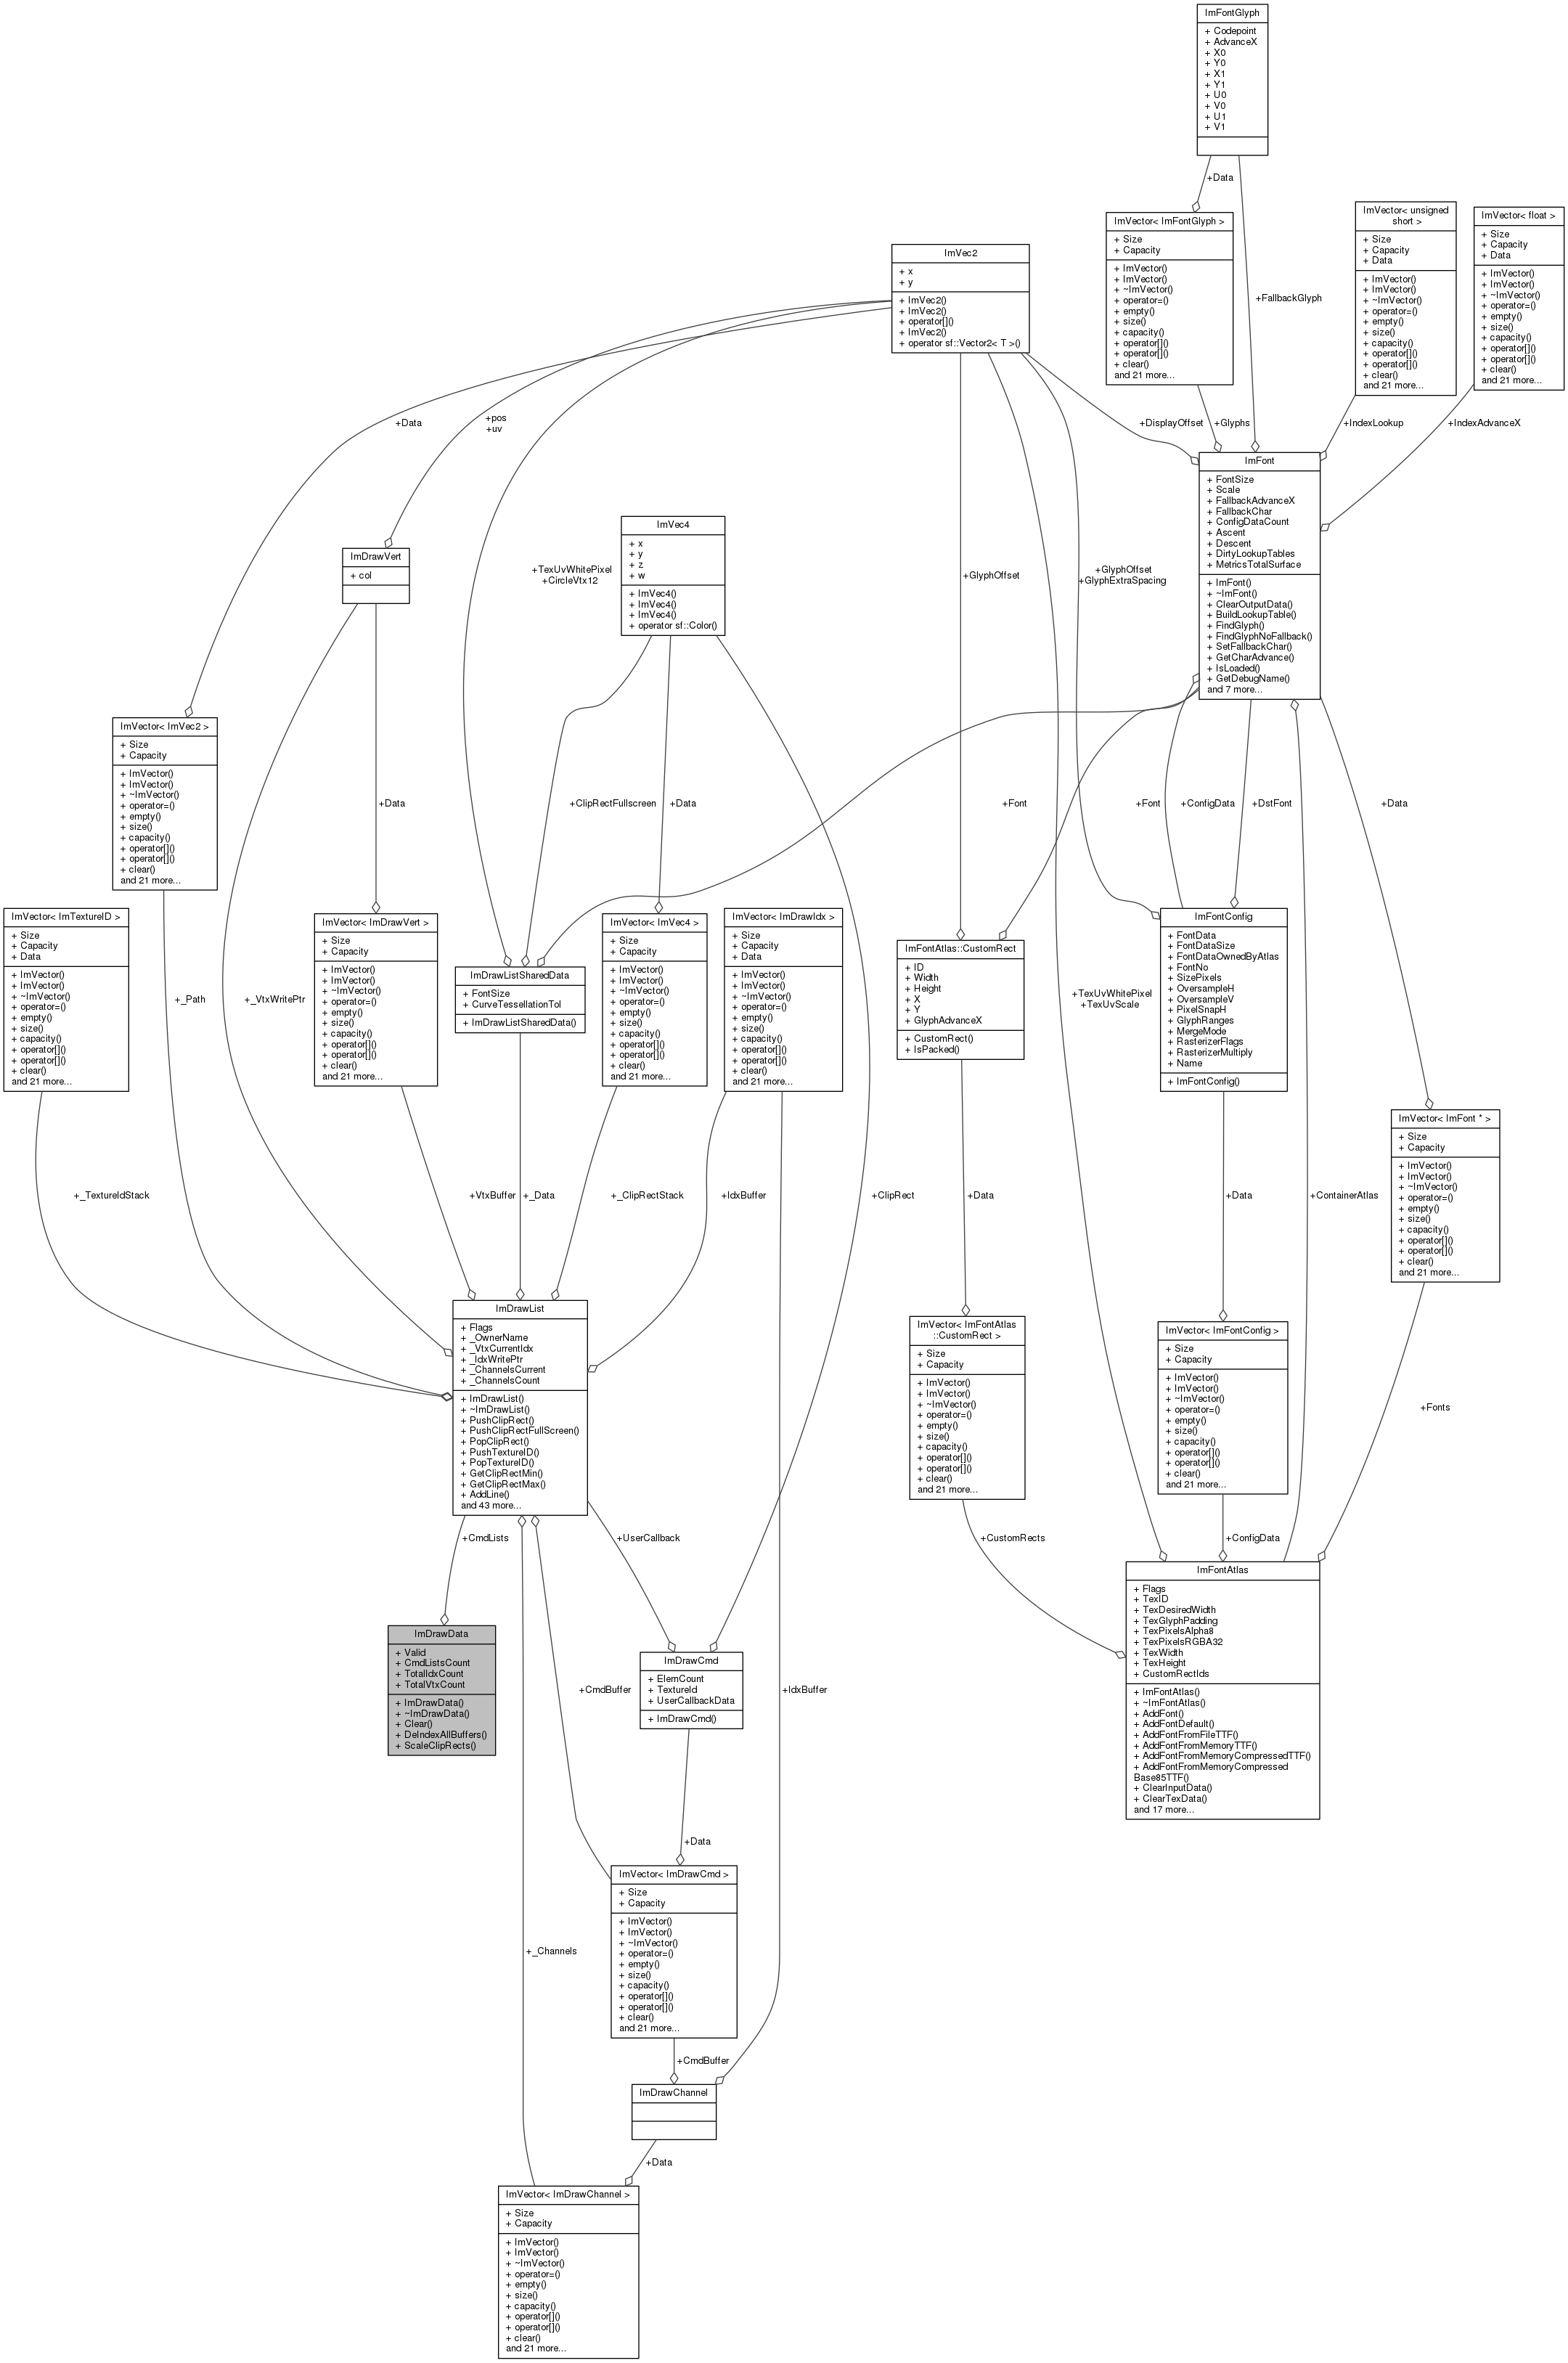 ImFontGlyph
+ Codepoint
+ AdvanceX
+ X0
+ Y0
+ X1
+ Y1
+ U0
+ V0
+ U1
+ V1
+Data
+FallbackGlyph
ImVector< ImFontGlyph >
+ Size
+ Capacity
+ ImVector()
+ ImVector()
+ ~ImVector()
+ operator=()
+ empty()
+ size()
+ capacity()
+ operator[]()
+ operator[]()
+ clear()
and 21 more...
ImVector< unsigned
short >
+ Size
+ Capacity
+ Data
+ ImVector()
+ ImVector()
+ ~ImVector()
+ operator=()
+ empty()
+ size()
+ capacity()
+ operator[]()
+ operator[]()
+ clear()
and 21 more...
ImVector< float >
+ Size
+ Capacity
+ Data
+ ImVector()
+ ImVector()
+ ~ImVector()
+ operator=()
+ empty()
+ size()
+ capacity()
+ operator[]()
+ operator[]()
+ clear()
and 21 more...
ImVec2
+ x
+ y
+ ImVec2()
+ ImVec2()
+ operator[]()
+ ImVec2()
+ operator sf::Vector2< T >()
+Data
+pos
+uv
+DisplayOffset
+Glyphs
+IndexLookup
+IndexAdvanceX
ImFont
+ FontSize
+ Scale
+ FallbackAdvanceX
+ FallbackChar
+ ConfigDataCount
+ Ascent
+ Descent
+ DirtyLookupTables
+ MetricsTotalSurface
+ ImFont()
+ ~ImFont()
+ ClearOutputData()
+ BuildLookupTable()
+ FindGlyph()
+ FindGlyphNoFallback()
+ SetFallbackChar()
+ GetCharAdvance()
+ IsLoaded()
+ GetDebugName()
and 7 more...
ImVec4
+ x
+ y
+ z
+ w
+ ImVec4()
+ ImVec4()
+ ImVec4()
+ operator sf::Color()
ImDrawVert
+ col
+TexUvWhitePixel
+CircleVtx12
+GlyphOffset
+GlyphOffset
+GlyphExtraSpacing
ImVector< ImVec2 >
+ Size
+ Capacity
+ ImVector()
+ ImVector()
+ ~ImVector()
+ operator=()
+ empty()
+ size()
+ capacity()
+ operator[]()
+ operator[]()
+ clear()
and 21 more...
+Data
+ClipRectFullscreen
+Data
+Font
+Font
+ConfigData
+DstFont
+Data
ImVector< ImTextureID >
+ Size
+ Capacity
+ Data
+ ImVector()
+ ImVector()
+ ~ImVector()
+ operator=()
+ empty()
+ size()
+ capacity()
+ operator[]()
+ operator[]()
+ clear()
and 21 more...
+_Path
+_VtxWritePtr
ImVector< ImDrawVert >
+ Size
+ Capacity
+ ImVector()
+ ImVector()
+ ~ImVector()
+ operator=()
+ empty()
+ size()
+ capacity()
+ operator[]()
+ operator[]()
+ clear()
and 21 more...
ImDrawListSharedData
+ FontSize
+ CurveTessellationTol
+ ImDrawListSharedData()
ImVector< ImVec4 >
+ Size
+ Capacity
+ ImVector()
+ ImVector()
+ ~ImVector()
+ operator=()
+ empty()
+ size()
+ capacity()
+ operator[]()
+ operator[]()
+ clear()
and 21 more...
ImVector< ImDrawIdx >
+ Size
+ Capacity
+ Data
+ ImVector()
+ ImVector()
+ ~ImVector()
+ operator=()
+ empty()
+ size()
+ capacity()
+ operator[]()
+ operator[]()
+ clear()
and 21 more...
ImFontAtlas::CustomRect
+ ID
+ Width
+ Height
+ X
+ Y
+ GlyphAdvanceX
+ CustomRect()
+ IsPacked()
+TexUvWhitePixel
+TexUvScale
ImFontConfig
+ FontData
+ FontDataSize
+ FontDataOwnedByAtlas
+ FontNo
+ SizePixels
+ OversampleH
+ OversampleV
+ PixelSnapH
+ GlyphRanges
+ MergeMode
+ RasterizerFlags
+ RasterizerMultiply
+ Name
+ ImFontConfig()
ImVector< ImFont * >
+ Size
+ Capacity
+ ImVector()
+ ImVector()
+ ~ImVector()
+ operator=()
+ empty()
+ size()
+ capacity()
+ operator[]()
+ operator[]()
+ clear()
and 21 more...
+_TextureIdStack
+VtxBuffer
+_Data
+_ClipRectStack
+IdxBuffer
+ClipRect
+Data
+Data
+ContainerAtlas
ImDrawList
+ Flags
+ _OwnerName
+ _VtxCurrentIdx
+ _IdxWritePtr
+ _ChannelsCurrent
+ _ChannelsCount
+ ImDrawList()
+ ~ImDrawList()
+ PushClipRect()
+ PushClipRectFullScreen()
+ PopClipRect()
+ PushTextureID()
+ PopTextureID()
+ GetClipRectMin()
+ GetClipRectMax()
+ AddLine()
and 43 more...
ImVector< ImFontAtlas
::CustomRect >
+ Size
+ Capacity
+ ImVector()
+ ImVector()
+ ~ImVector()
+ operator=()
+ empty()
+ size()
+ capacity()
+ operator[]()
+ operator[]()
+ clear()
and 21 more...
ImVector< ImFontConfig >
+ Size
+ Capacity
+ ImVector()
+ ImVector()
+ ~ImVector()
+ operator=()
+ empty()
+ size()
+ capacity()
+ operator[]()
+ operator[]()
+ clear()
and 21 more...
+Fonts
+CmdLists
+UserCallback
+CustomRects
+ConfigData
ImDrawData
+ Valid
+ CmdListsCount
+ TotalIdxCount
+ TotalVtxCount
+ ImDrawData()
+ ~ImDrawData()
+ Clear()
+ DeIndexAllBuffers()
+ ScaleClipRects()
+CmdBuffer
ImDrawCmd
+ ElemCount
+ TextureId
+ UserCallbackData
+ ImDrawCmd()
+IdxBuffer
ImFontAtlas
+ Flags
+ TexID
+ TexDesiredWidth
+ TexGlyphPadding
+ TexPixelsAlpha8
+ TexPixelsRGBA32
+ TexWidth
+ TexHeight
+ CustomRectIds
+ ImFontAtlas()
+ ~ImFontAtlas()
+ AddFont()
+ AddFontDefault()
+ AddFontFromFileTTF()
+ AddFontFromMemoryTTF()
+ AddFontFromMemoryCompressedTTF()
+ AddFontFromMemoryCompressed
Base85TTF()
+ ClearInputData()
+ ClearTexData()
and 17 more...
+Data
ImVector< ImDrawCmd >
+ Size
+ Capacity
+ ImVector()
+ ImVector()
+ ~ImVector()
+ operator=()
+ empty()
+ size()
+ capacity()
+ operator[]()
+ operator[]()
+ clear()
and 21 more...
+_Channels
+CmdBuffer
ImDrawChannel
+Data
ImVector< ImDrawChannel >
+ Size
+ Capacity
+ ImVector()
+ ImVector()
+ ~ImVector()
+ operator=()
+ empty()
+ size()
+ capacity()
+ operator[]()
+ operator[]()
+ clear()
and 21 more...